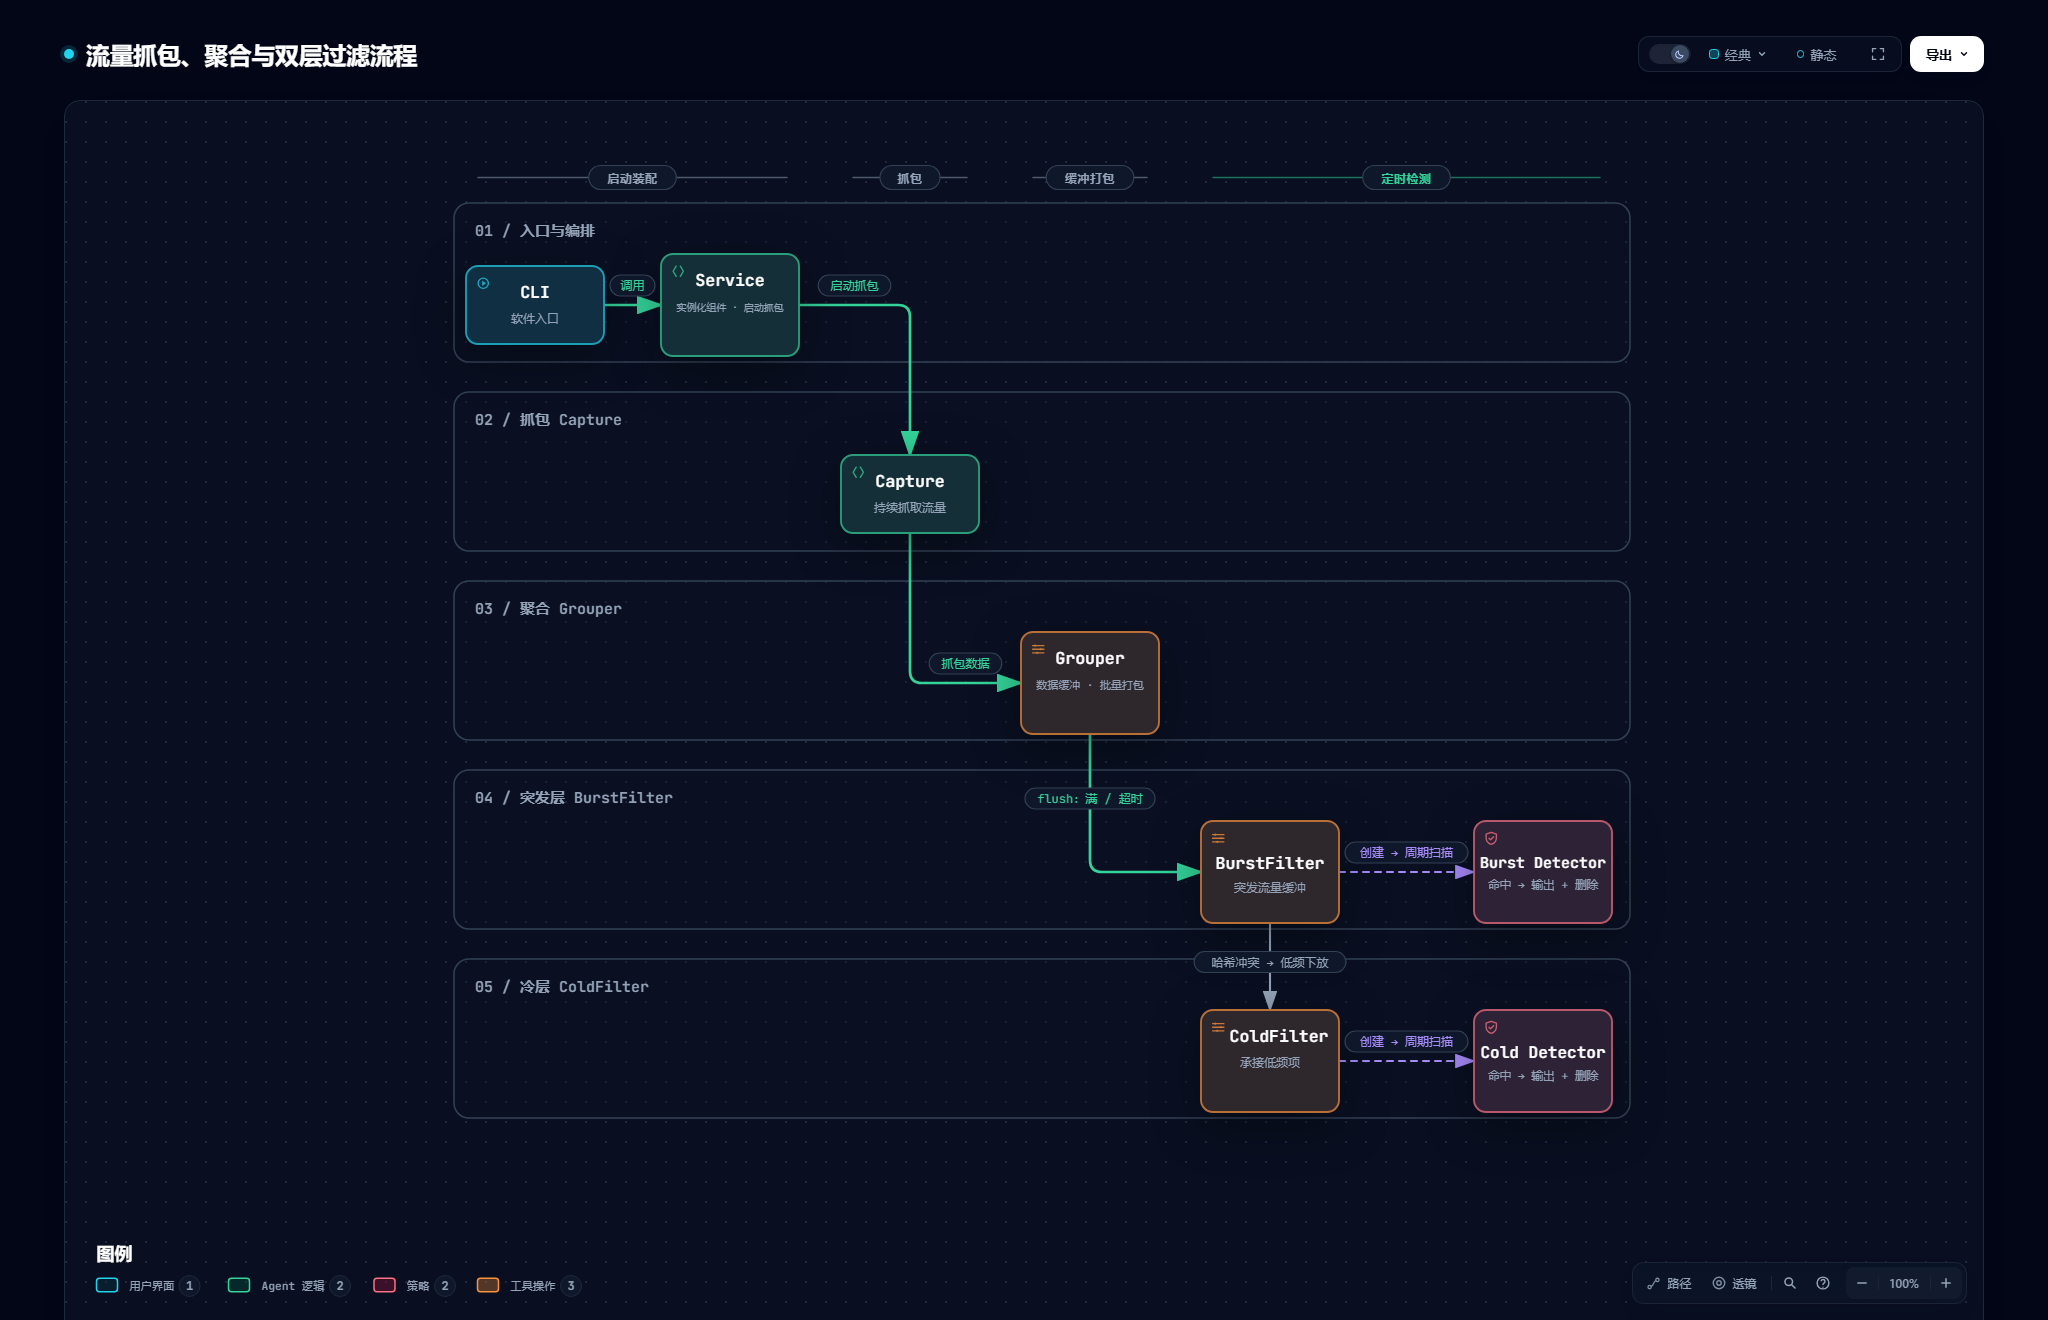 流量抓包、聚合与双层过滤流程
经典
静态
导出
启动装配
抓包
缓冲打包
定时检测
01 / 入口与编排
CLI
软件入口
调用
Service
实例化组件 · 启动抓包
启动抓包
02 / 抓包 Capture
Capture
持续抓取流量
03 / 聚合 Grouper
抓包数据
Grouper
数据缓冲 · 批量打包
04 / 突发层 BurstFilter
flush: 满 / 超时
BurstFilter
突发流量缓冲
创建 → 周期扫描
Burst Detector
命中 → 输出 + 删除
哈希冲突 → 低频下放
05 / 冷层 ColdFilter
ColdFilter
承接低频项
创建 → 周期扫描
Cold Detector
命中 → 输出 + 删除
图例
用户界面 1
Agent 逻辑 2
策略 2
工具操作 3
路径
透镜
100%